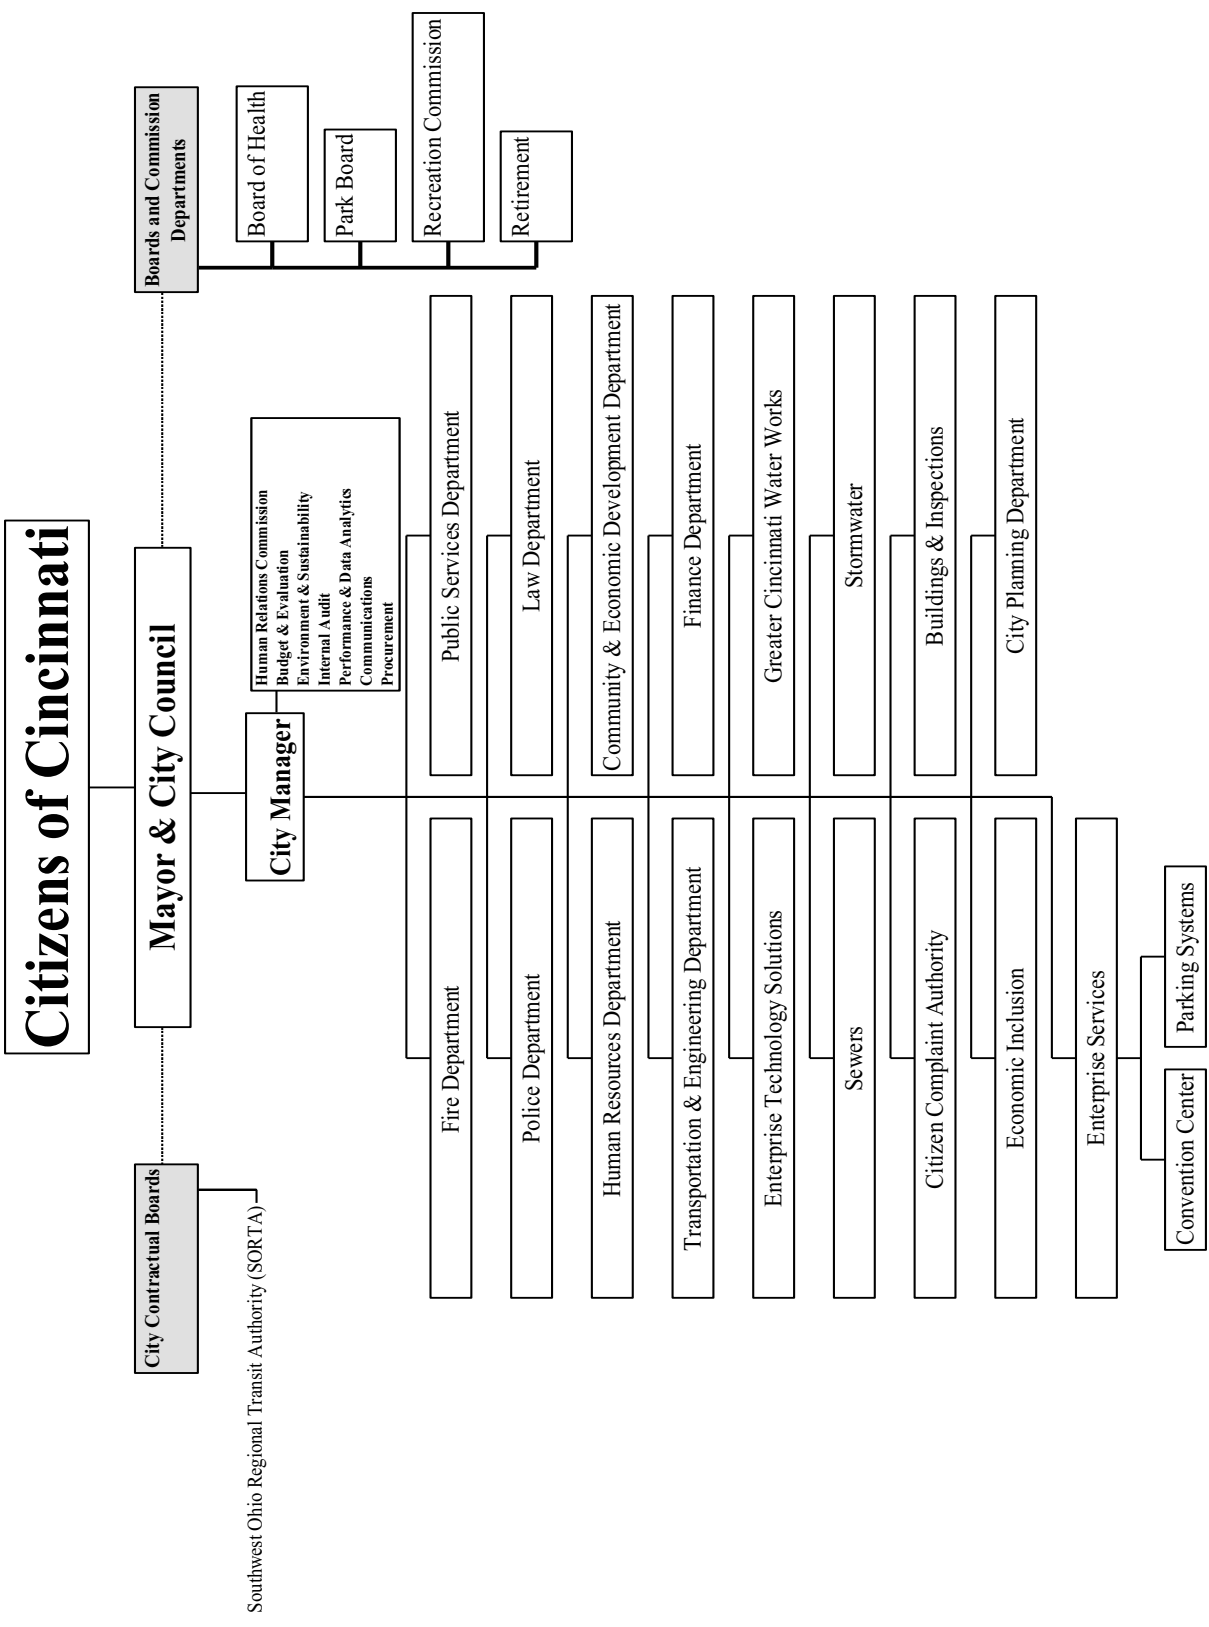 Citizens of Cincinnati
City Contractual Boards
Mayor & City Council
Boards and Commission
Departments
Southwest Ohio Regional Transit Authority (SORTA)
City Manager
Human Relations Commission
Budget & Evaluation
Environment & Sustainability
Internal Audit
Performance & Data Analytics
Communications
Procurement
Board of Health
Park Board
Recreation Commission
Retirement
Fire Department
Public Services Department
Police Department
Law Department
Human Resources Department
Community & Economic Development Department
Transportation & Engineering Department
Finance Department
Enterprise Technology Solutions
Greater Cincinnati Water Works
Sewers
Stormwater
Citizen Complaint Authority
Buildings & Inspections
Economic Inclusion
City Planning Department
Enterprise Services
Convention Center
Parking Systems